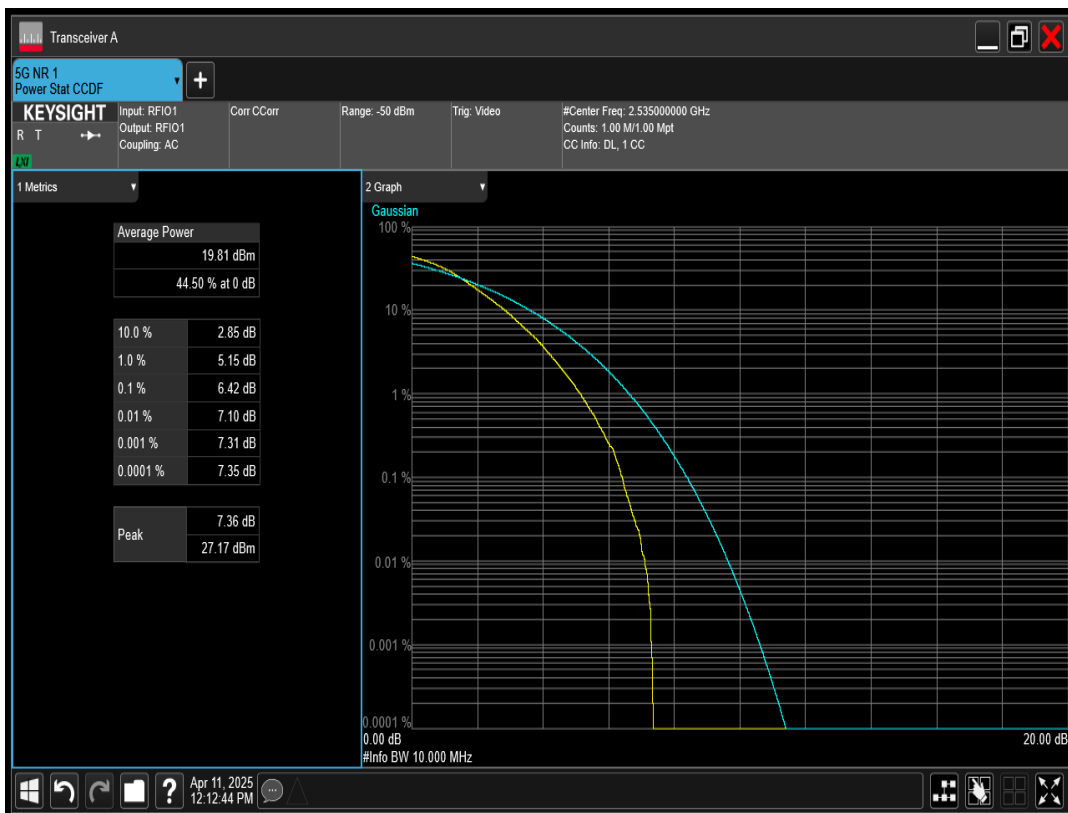 Transceiver A
5G NR 1
Power Stat CCDF
+
KEYSIGHT
R T
LXI
Input: RFIO1
Output: RFIO1
Coupling: AC
Corr CCorr
Range: -50 dBm
Trig: Video
#Center Freq: 2.535000000 GHz
Counts: 1.00 M/1.00 Mpt
CC Info: DL, 1 CC
1 Metrics
Average Power
19.81 dBm
44.50 % at 0 dB
10.0 % 2.85 dB
1.0 % 5.15 dB
0.1 % 6.42 dB
0.01 % 7.10 dB
0.001 % 7.31 dB
0.0001 % 7.35 dB
Peak 7.36 dB
27.17 dBm
2 Graph
Gaussian
100 %
10 %
1 %
0.1 %
0.01 %
0.001 %
0.0001 %
0.00 dB 20.00 dB
#Info BW 10.000 MHz
?
Apr 11, 2025
12:12:44 PM